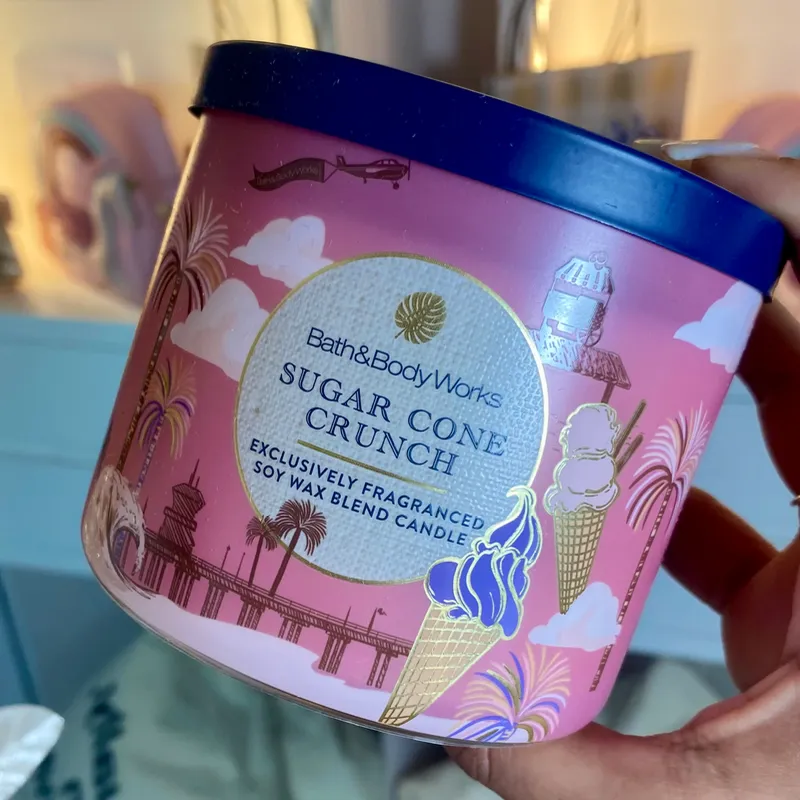 Bath&BodyWorks
SUGAR CONE
CRUNCH
EXCLUSIVELY FRAGRANCED
SOY WAX BLEND CANDLE